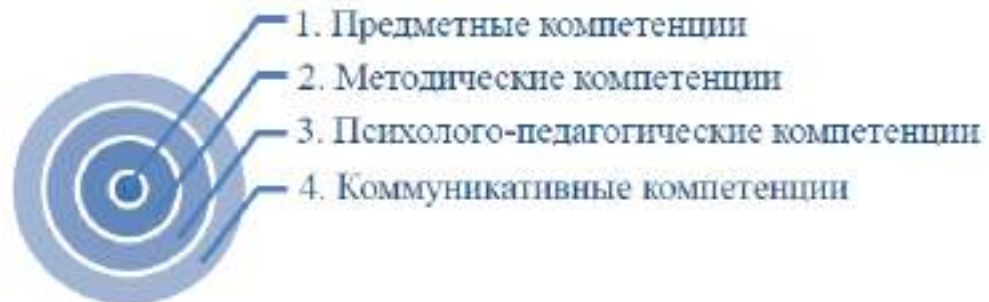 1. Предметные компетенции
2. Методические компетенции
3. Психолого-педагогические компетенции
4. Коммуникативные компетенции